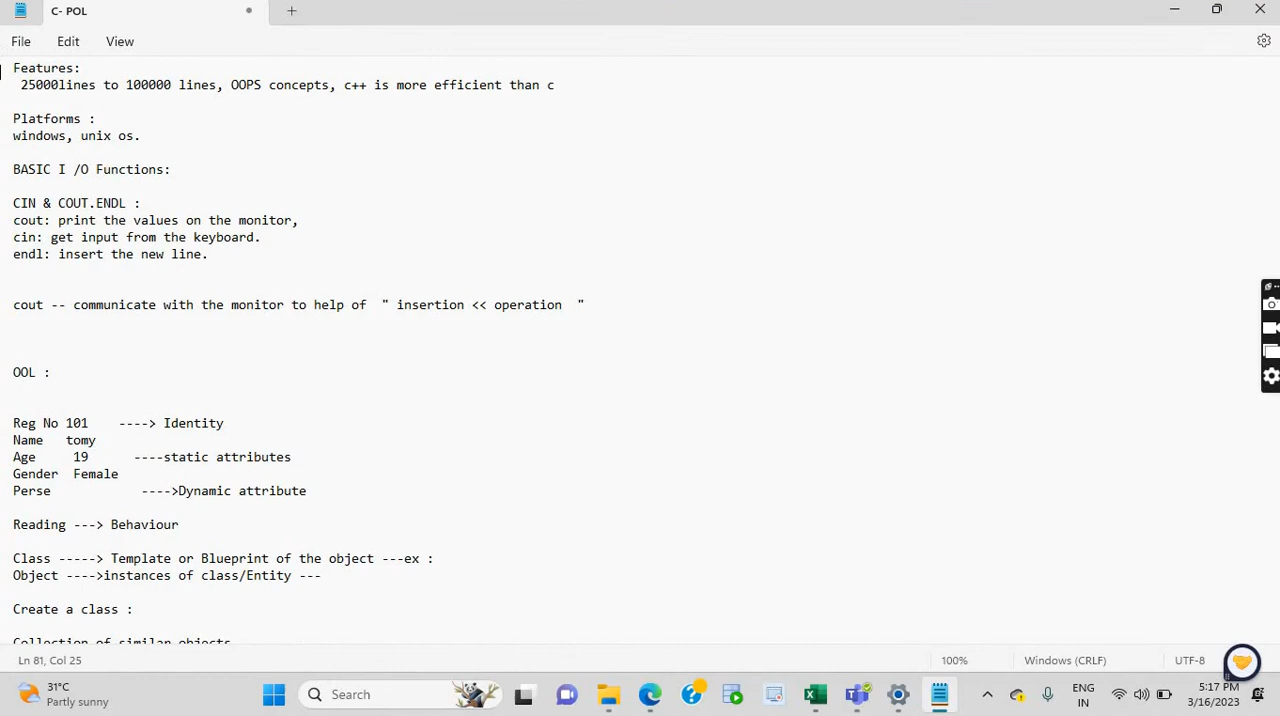 C- POL
File Edit View
Features:
25000lines to 100000 lines, OOPS concepts, c++ is more efficient than c
Platforms :
windows, unix os.
BASIC I /O Functions:
CIN & COUT.ENDL :
cout: print the values on the monitor,
cin: get input from the keyboard.
endl: insert the new line.
cout -- communicate with the monitor to help of " insertion << operation "
OOL :
Reg No 101 ----> Identity
Name tomy
Age 19 ----static attributes
Gender Female
Perse ---->Dynamic attribute
Reading ---> Behaviour
Class -----> Template or Blueprint of the object ---ex :
Object ---->instances of class/Entity ---
Create a class :
Collection of similar objects
Ln 81, Col 25 100% Windows (CRLF) UTF-8
31°C
Partly sunny
Search
ENG
IN
5:17 PM
3/16/2023